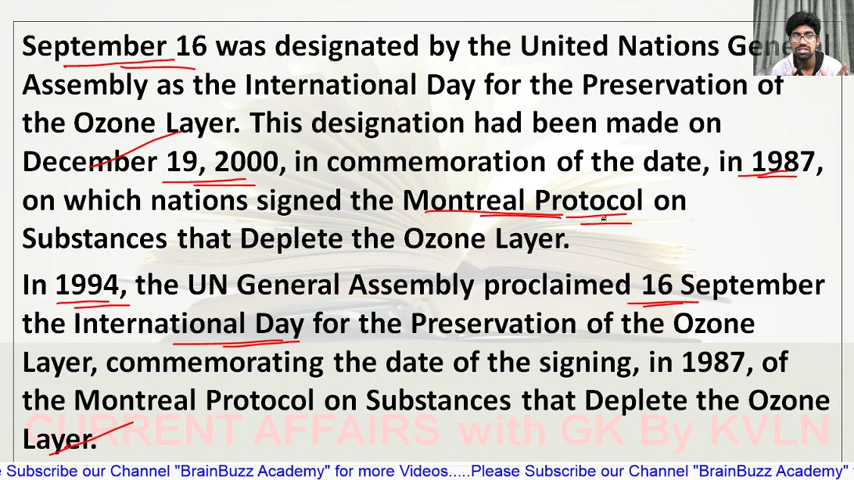 September 16 was designated by the United Nations General
Assembly as the International Day for the Preservation of
the Ozone Layer. This designation had been made on
December 19, 2000, in commemoration of the date, in 1987,
on which nations signed the Montreal Protocol on
Substances that Deplete the Ozone Layer.
In 1994, the UN General Assembly proclaimed 16 September
the International Day for the Preservation of the Ozone
Layer, commemorating the date of the signing, in 1987, of
the Montreal Protocol on Substances that Deplete the Ozone
Layer.
CURRENT AFFAIRS with GK By KVLN
e Subscribe our Channel "BrainBuzz Academy" for more Videos.....Please Subscribe our Channel "BrainBuzz Academy"